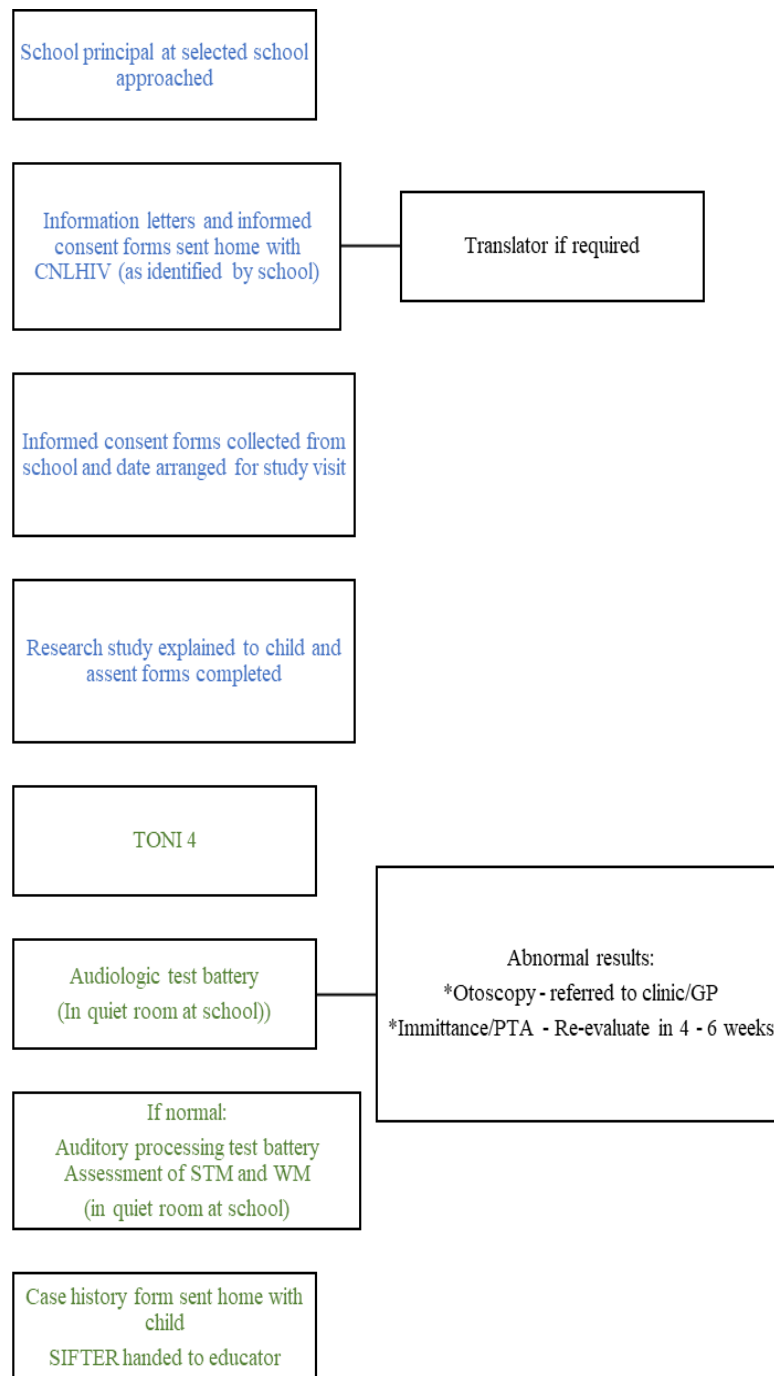 School principal at selected school
approached
Information letters and informed
consent forms sent home with
CNLHIV (as identified by school)
Translator if required
Informed consent forms collected from
school and date arranged for study visit
Research study explained to child and
assent forms completed
TONI 4
Audiologic test battery
(In quiet room at school))
Abnormal results:
*Otoscopy - referred to clinic/GP
*Immittance/PTA - Re-evaluate in 4 - 6 weeks
If normal:
Auditory processing test battery
Assessment of STM and WM
(in quiet room at school)
Case history form sent home with
child
SIFTER handed to educator